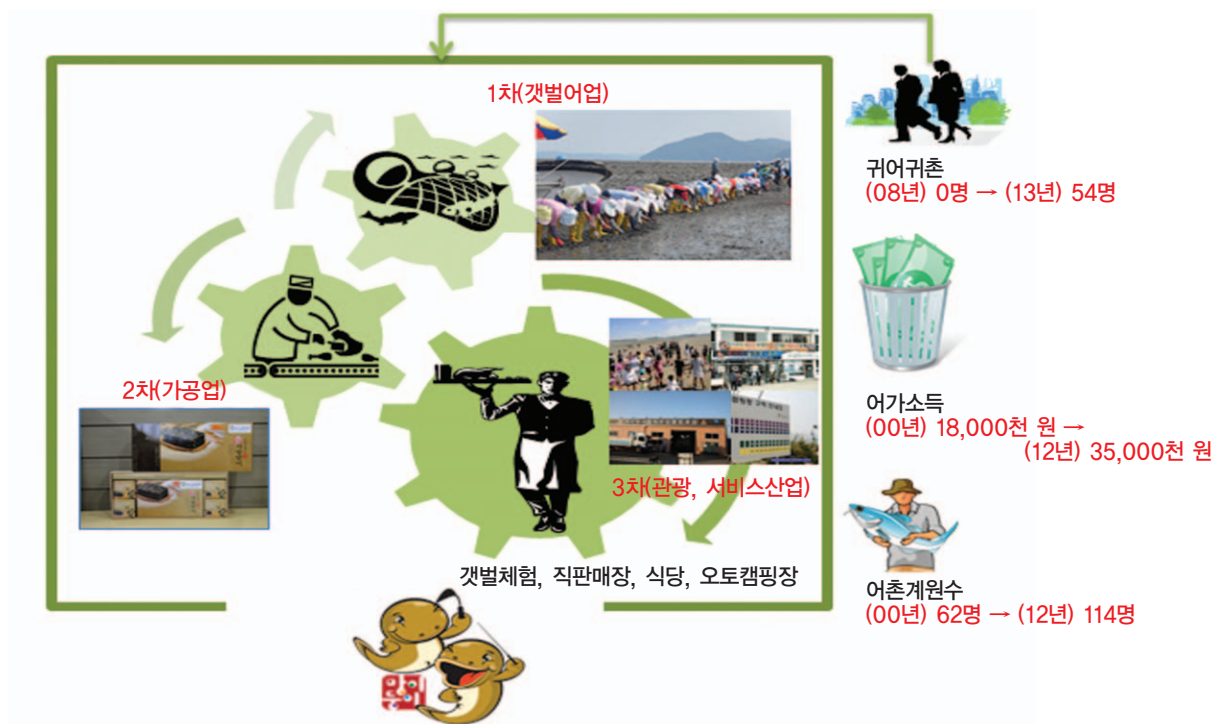 1차(갯벌어업)
귀어귀촌
(08년) 0명 → (13년) 54명
2차(가공업)
어가소득
(00년) 18,000천 원 →
(12년) 35,000천 원
3차(관광, 서비스산업)
갯벌체험, 직판매장, 식당, 오토캠핑장
어촌계원수
(00년) 62명 → (12년) 114명